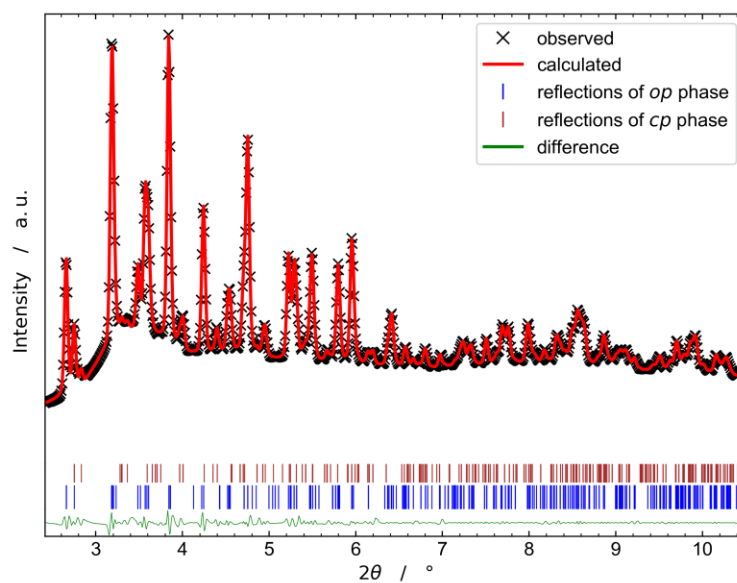 observed
calculated
reflections of op phase
reflections of cp phase
difference
Intensity / a. u.
3 4 5 6 7 8 9 10
2θ / °